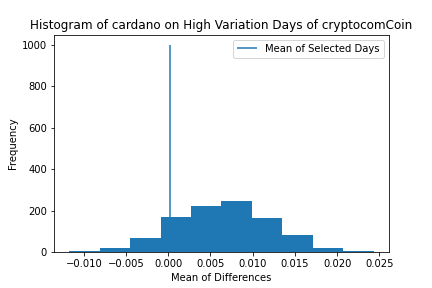 Histogram of cardano on High Variation Days of cryptocomCoin
Mean of Selected Days
Frequency
1000
800
600
400
200
0
−0.010 −0.005 0.000 0.005 0.010 0.015 0.020 0.025
Mean of Differences